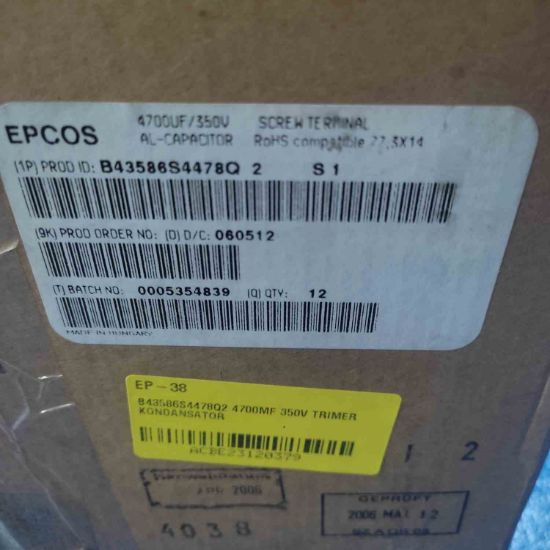 EPCOS
4700UF/350V SCREW TERMINAL
AL-CAPACITOR RoHS compatible 77,3X14
(1P) PROD ID: B43586S4478Q 2 S 1
(9K) PROD ORDER NO: (D) D/C: 060512
(T) BATCH NO: 0005354839 (Q) QTY: 12
MADE IN HUNGARY
EP-38
B43586S4478Q2 4700MF 350V TRIMER
KONDANSATOR
ACBE23120379
1 2
2006
4038
GEPRÜFT
2006 MAI 12